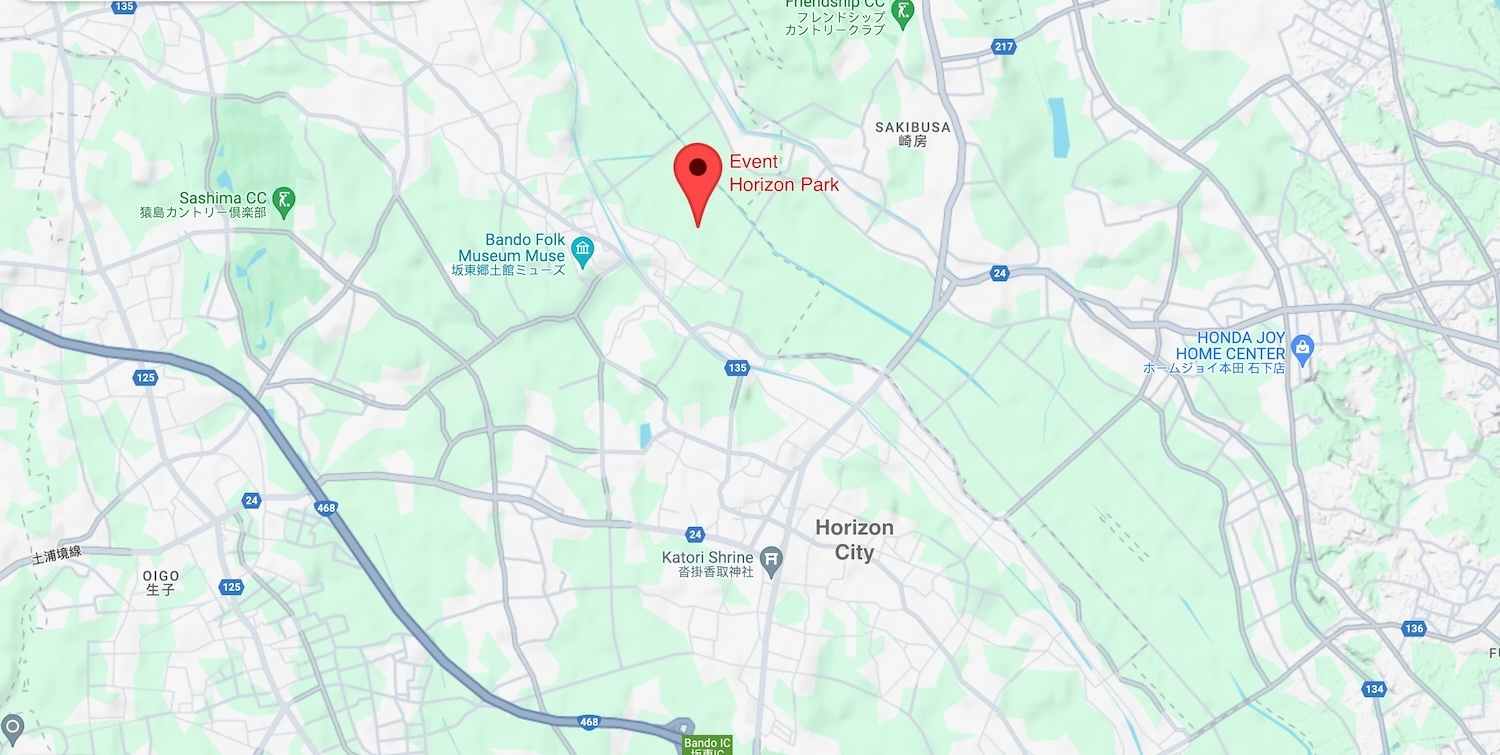 135
Friendship CC
フレンドシップ
カントリークラブ
217
SAKIBUSA
崎房
Event
Horizon Park
Sashima CC
猿島カントリー倶楽部
Bando Folk
Museum Muse
坂東郷土館ミューズ
24
HONDA JOY
HOME CENTER
ホームジョイ本田 石下店
135
125
24
468
24
Horizon
City
Katori Shrine
沓掛香取神社
土浦境線
OIGO
生子
125
136
134
468
Bando IC
坂東IC